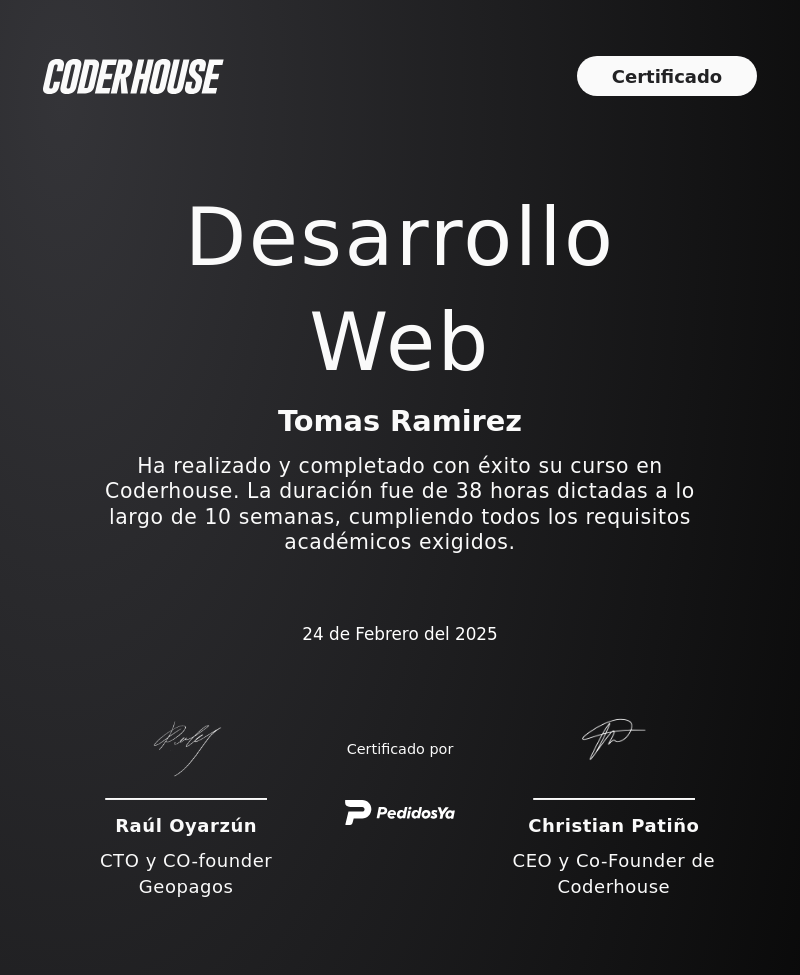 CODERHOUSE
Certificado
Desarrollo
Web
Tomas Ramirez
Ha realizado y completado con éxito su curso en
Coderhouse. La duración fue de 38 horas dictadas a lo
largo de 10 semanas, cumpliendo todos los requisitos
académicos exigidos.
24 de Febrero del 2025
Certificado por
PedidosYa
Raúl Oyarzún
CTO y CO-founder
Geopagos
Christian Patiño
CEO y Co-Founder de
Coderhouse